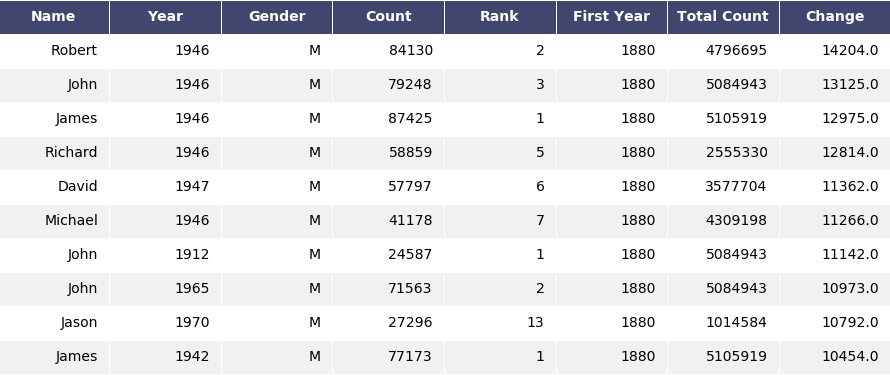 Name Year Gender Count Rank First Year Total Count Change
Robert 1946 M 84130 2 1880 4796695 14204.0
John 1946 M 79248 3 1880 5084943 13125.0
James 1946 M 87425 1 1880 5105919 12975.0
Richard 1946 M 58859 5 1880 2555330 12814.0
David 1947 M 57797 6 1880 3577704 11362.0
Michael 1946 M 41178 7 1880 4309198 11266.0
John 1912 M 24587 1 1880 5084943 11142.0
John 1965 M 71563 2 1880 5084943 10973.0
Jason 1970 M 27296 13 1880 1014584 10792.0
James 1942 M 77173 1 1880 5105919 10454.0